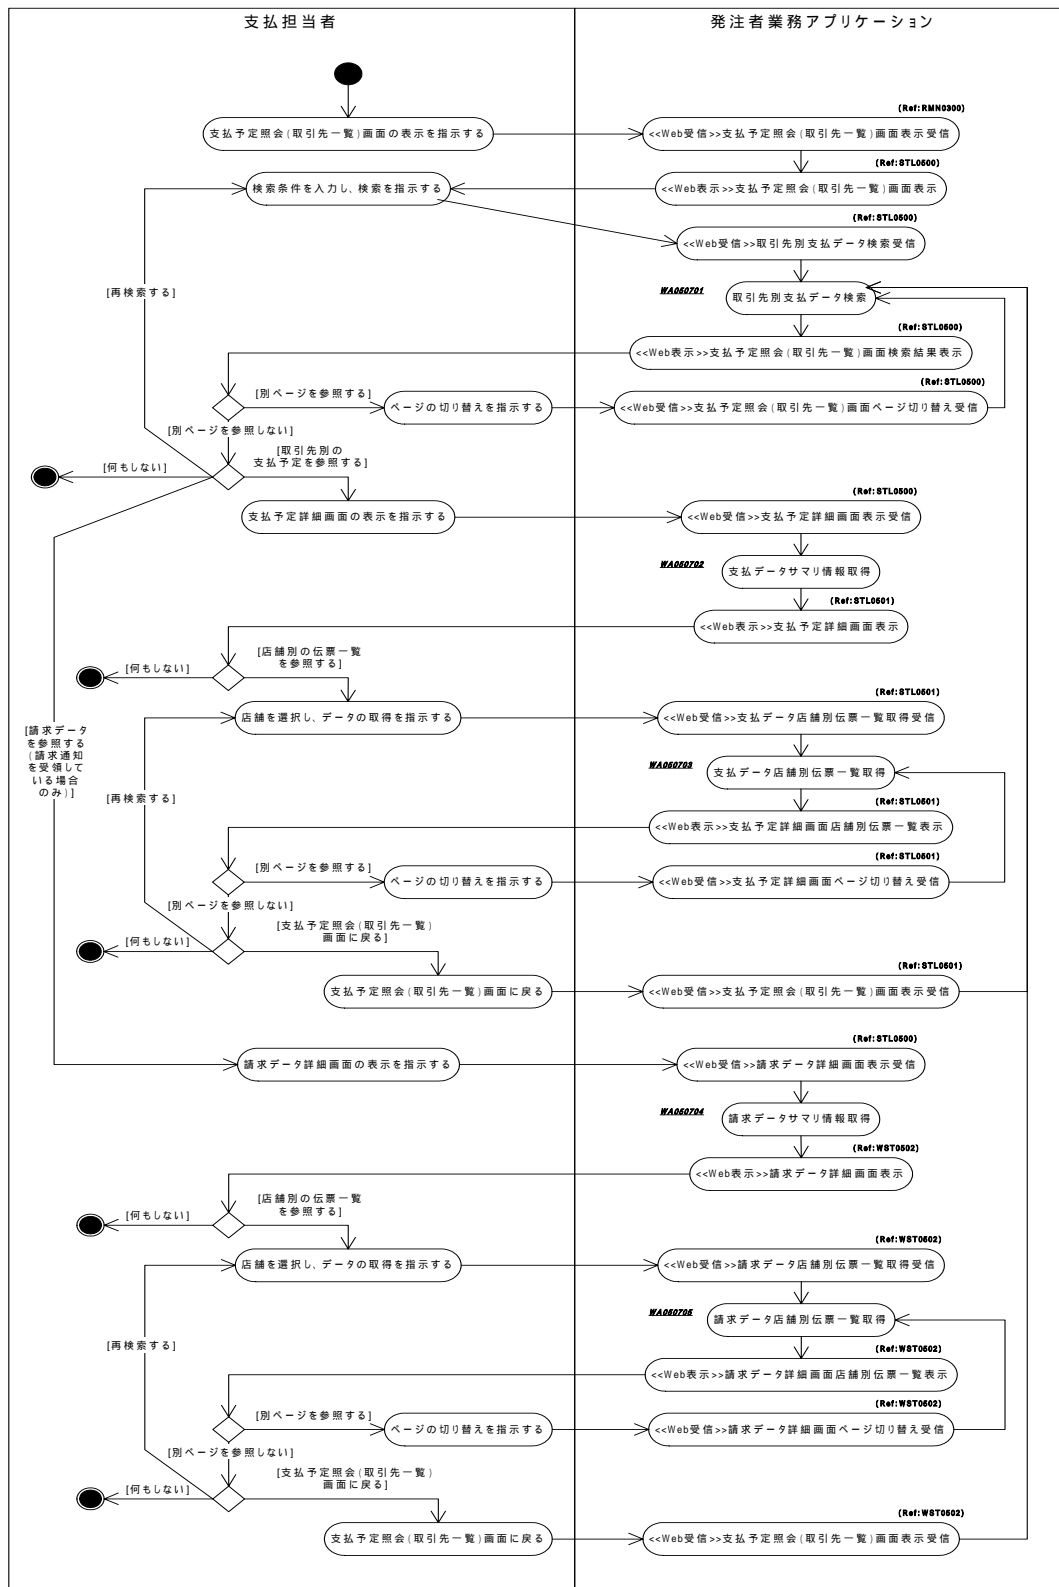 支払担当者
発注者業務アプリケーション
(Ref:RMN0300)
支払予定照会(取引先一覧)画面の表示を指示する
<<Web受信>>支払予定照会(取引先一覧)画面表示受信
(Ref:STL0500)
検索条件を入力し、検索を指示する
<<Web表示>>支払予定照会(取引先一覧)画面表示
(Ref:STL0500)
<<Web受信>>取引先別支払データ検索受信
[再検索する]
WA050701
取引先別支払データ検索
(Ref:STL0500)
<<Web表示>>支払予定照会(取引先一覧)画面検索結果表示
(Ref:STL0500)
[別ページを参照する]
ページの切り替えを指示する
<<Web受信>>支払予定照会(取引先一覧)画面ページ切り替え受信
[別ページを参照しない]
[取引先別の
支払予定を参照する]
[何もしない]
(Ref:STL0500)
支払予定詳細画面の表示を指示する
<<Web受信>>支払予定詳細画面表示受信
WA050702
支払データサマリ情報取得
(Ref:STL0501)
<<Web表示>>支払予定詳細画面表示
[店舗別の伝票一覧
を参照する]
[何もしない]
(Ref:STL0501)
店舗を選択し、データの取得を指示する
<<Web受信>>支払データ店舗別伝票一覧取得受信
[請求データ
を参照する
(請求通知
を受領して
いる場合
のみ)]
WA050703
支払データ店舗別伝票一覧取得
[再検索する]
(Ref:STL0501)
<<Web表示>>支払予定詳細画面店舗別伝票一覧表示
(Ref:STL0501)
[別ページを参照する]
ページの切り替えを指示する
<<Web受信>>支払予定詳細画面ページ切り替え受信
[別ページを参照しない]
[支払予定照会(取引先一覧)
画面に戻る]
[何もしない]
(Ref:STL0501)
支払予定照会(取引先一覧)画面に戻る
<<Web受信>>支払予定照会(取引先一覧)画面表示受信
(Ref:STL0500)
請求データ詳細画面の表示を指示する
<<Web受信>>請求データ詳細画面表示受信
WA050704
請求データサマリ情報取得
(Ref:WST0502)
<<Web表示>>請求データ詳細画面表示
[店舗別の伝票一覧
を参照する]
[何もしない]
(Ref:WST0502)
店舗を選択し、データの取得を指示する
<<Web受信>>請求データ店舗別伝票一覧取得受信
WA050705
請求データ店舗別伝票一覧取得
[再検索する]
(Ref:WST0502)
<<Web表示>>請求データ詳細画面店舗別伝票一覧表示
(Ref:WST0502)
[別ページを参照する]
ページの切り替えを指示する
<<Web受信>>請求データ詳細画面ページ切り替え受信
[別ページを参照しない]
[支払予定照会(取引先一覧)
画面に戻る]
[何もしない]
(Ref:WST0502)
支払予定照会(取引先一覧)画面に戻る
<<Web受信>>支払予定照会(取引先一覧)画面表示受信